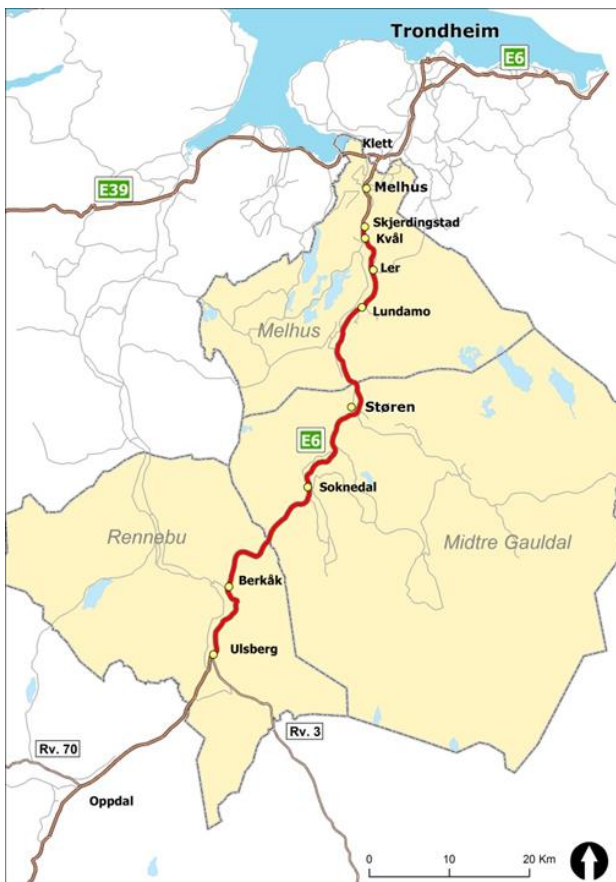 Trondheim
E6
Klett
E39
Melhus
Skjerdingstad
Kvål
Ler
Lundamo
Melhus
Støren
E6
Soknedal
Rennebu
Midtre Gauldal
Berkåk
Ulsberg
Rv. 3
Rv. 70
Oppdal
0 10 20 Km